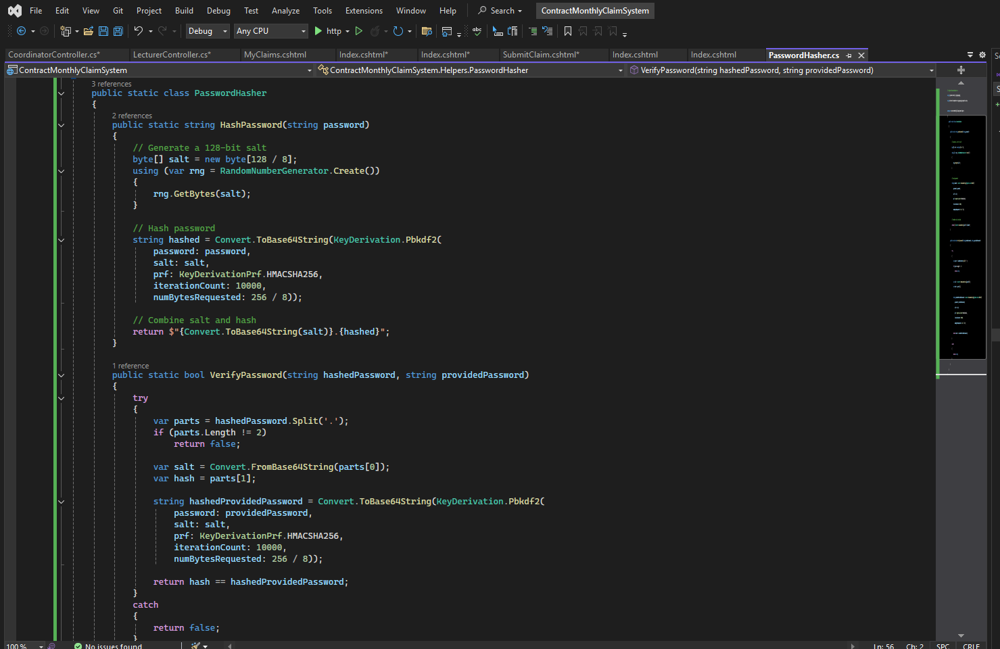 File Edit View Git Project Build Debug Test Analyze Tools Extensions Window Help Search ContractMonthlyClaimSystem
Debug Any CPU http
CoordinatorController.cs* LecturerController.cs* MyClaims.cshtml Index.cshtml* Index.cshtml* SubmitClaim.cshtml* Index.cshtml Index.cshtml PasswordHasher.cs
ContractMonthlyClaimSystem ContractMonthlyClaimSystem.Helpers.PasswordHasher VerifyPassword(string hashedPassword, string providedPassword)
3 references
public static class PasswordHasher
{
2 references
public static string HashPassword(string password)
{
// Generate a 128-bit salt
byte[] salt = new byte[128 / 8];
using (var rng = RandomNumberGenerator.Create())
{
rng.GetBytes(salt);
}
// Hash password
string hashed = Convert.ToBase64String(KeyDerivation.Pbkdf2(
password: password,
salt: salt,
prf: KeyDerivationPrf.HMACSHA256,
iterationCount: 10000,
numBytesRequested: 256 / 8));
// Combine salt and hash
return $"{Convert.ToBase64String(salt)}.{hashed}";
}
1 reference
public static bool VerifyPassword(string hashedPassword, string providedPassword)
{
try
{
var parts = hashedPassword.Split('.');
if (parts.Length != 2)
return false;
var salt = Convert.FromBase64String(parts[0]);
var hash = parts[1];
string hashedProvidedPassword = Convert.ToBase64String(KeyDerivation.Pbkdf2(
password: providedPassword,
salt: salt,
prf: KeyDerivationPrf.HMACSHA256,
iterationCount: 10000,
numBytesRequested: 256 / 8));
return hash == hashedProvidedPassword;
}
catch
{
return false;
}
100 % No issues found Ln: 56 Ch: 2 SPC CRLF